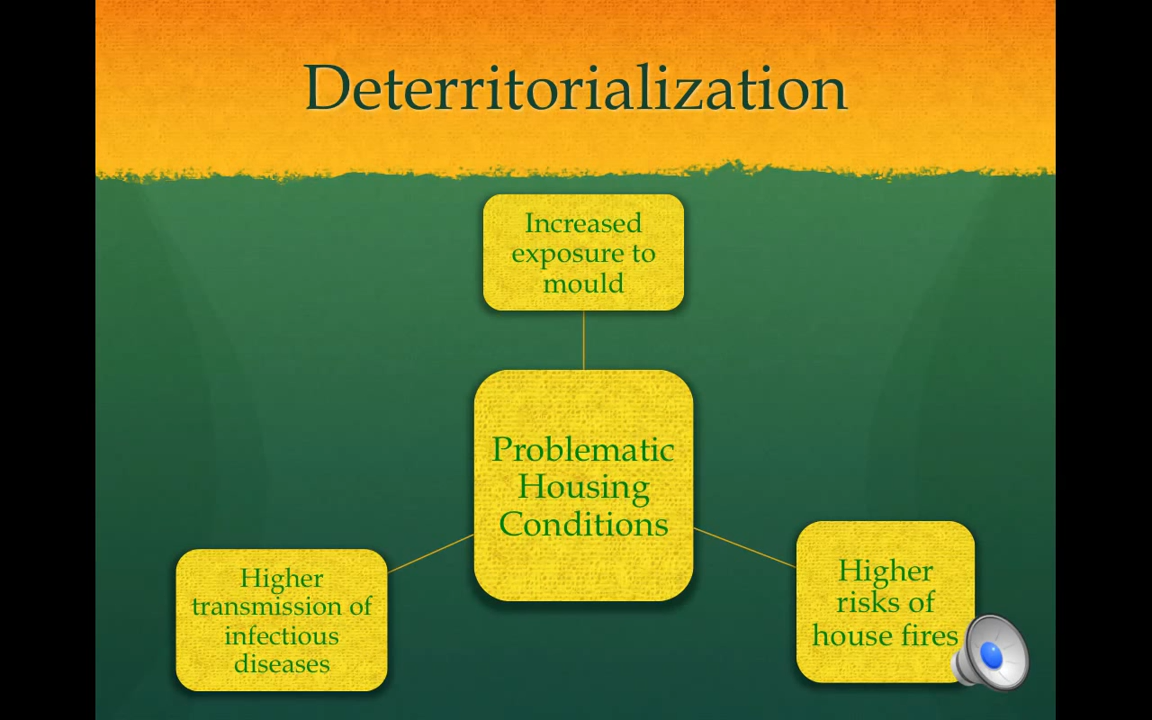 Deterritorialization
Increased
exposure to
mould
Problematic
Housing
Conditions
Higher
transmission of
infectious
diseases
Higher
risks of
house fires